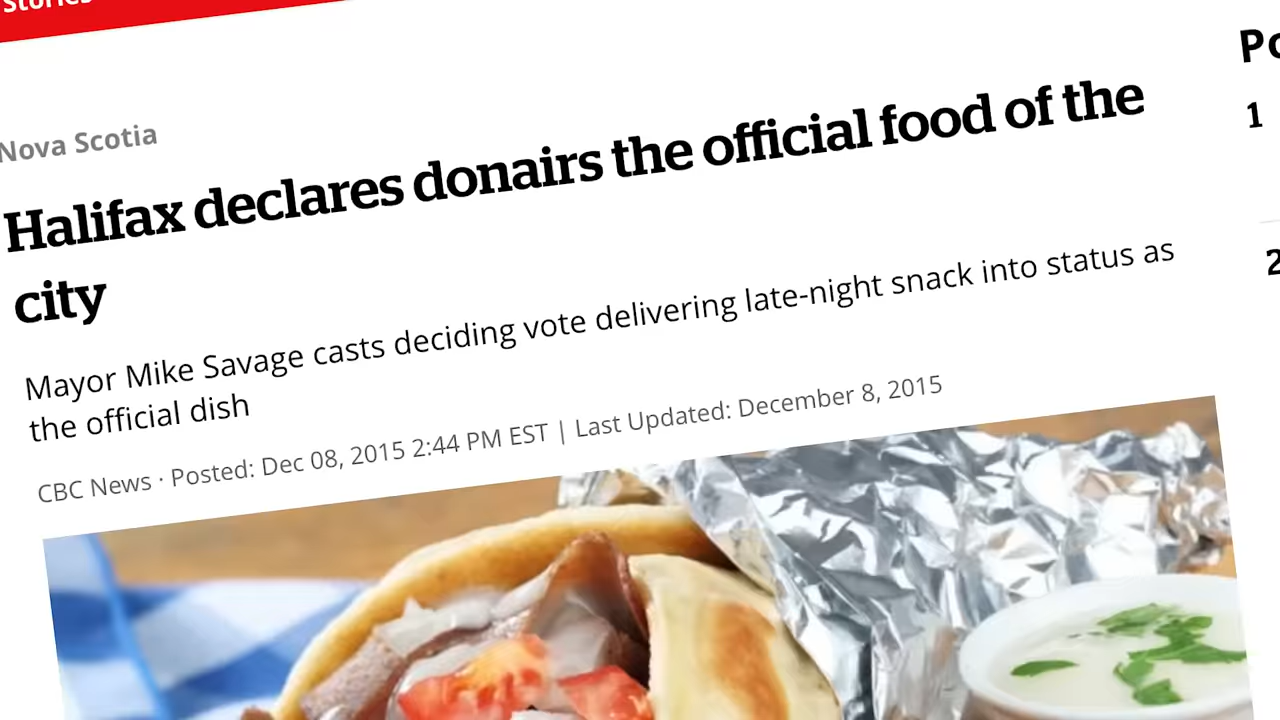 stories
Nova Scotia
Halifax declares donairs the official food of the
city
Mayor Mike Savage casts deciding vote delivering late-night snack into status as
the official dish
CBC News · Posted: Dec 08, 2015 2:44 PM EST | Last Updated: December 8, 2015
1
2